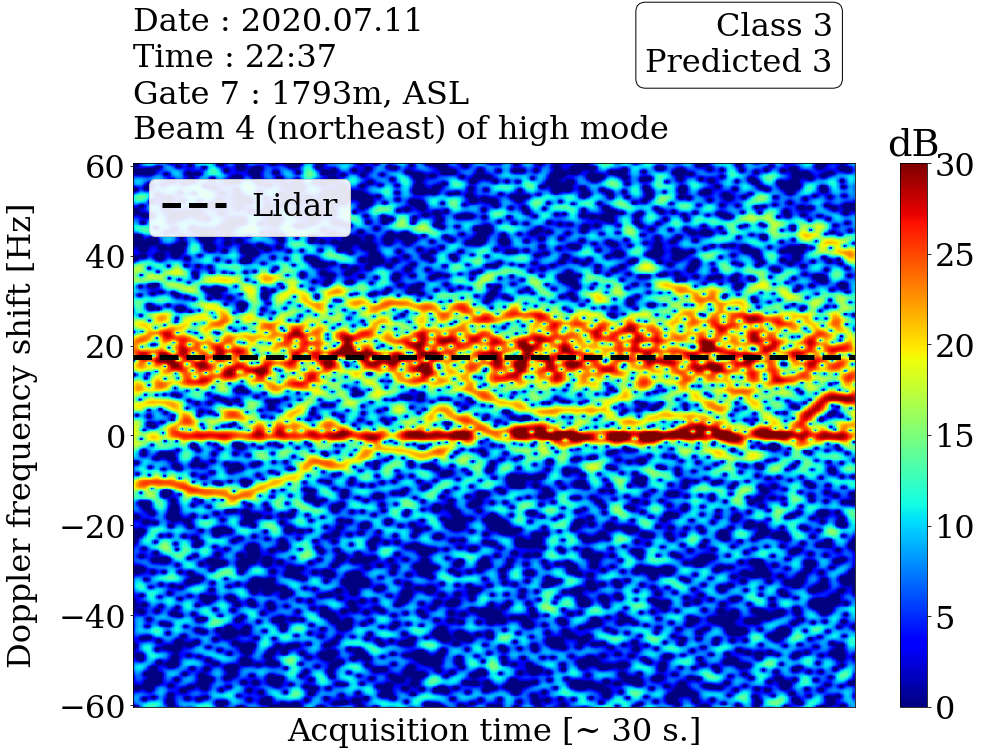 Date : 2020.07.11
Time : 22:37
Gate 7 : 1793m, ASL
Beam 4 (northeast) of high mode
Class 3
Predicted 3
dB
Lidar
60
40
20
0
−20
−40
−60
Doppler frequency shift [Hz]
Acquisition time [~ 30 s.]
30
25
20
15
10
5
0